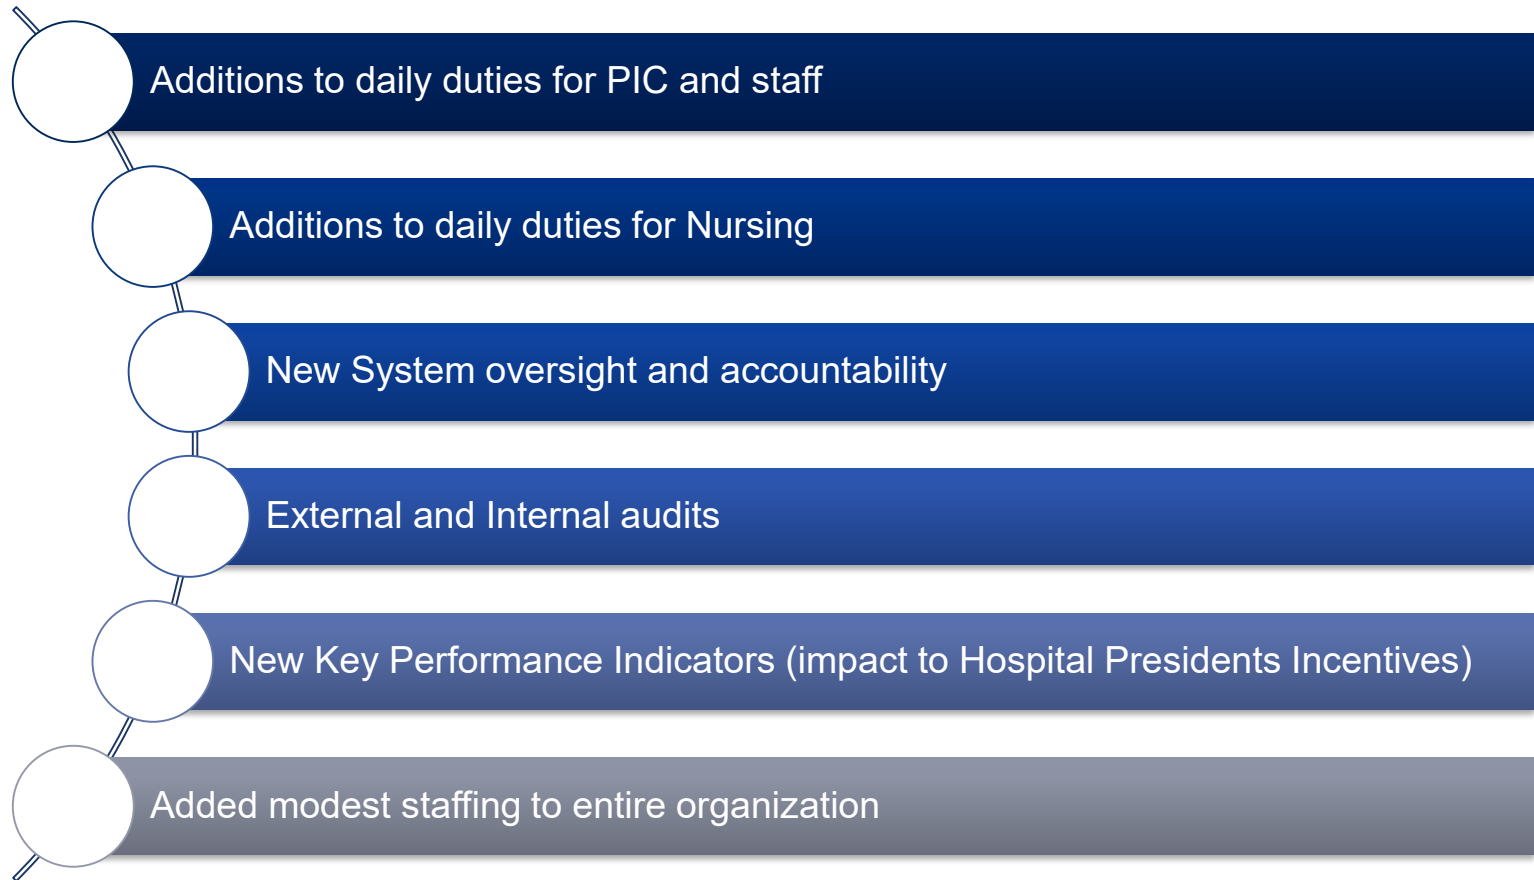 Additions to daily duties for PIC and staff
Additions to daily duties for Nursing
New System oversight and accountability
External and Internal audits
New Key Performance Indicators (impact to Hospital Presidents Incentives)
Added modest staffing to entire organization